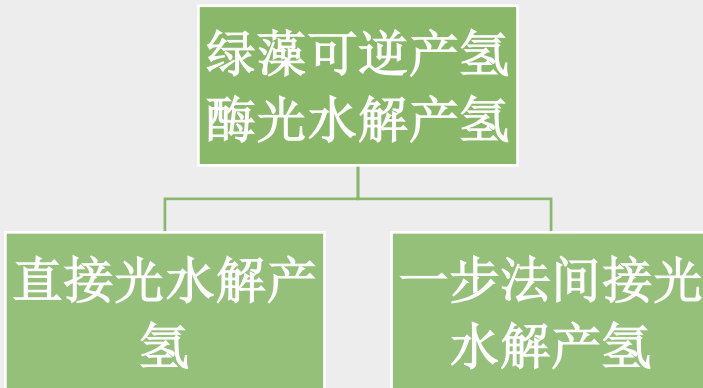 绿藻可逆产氢
酶光水解产氢
直接光水解产
氢
一步法间接光
水解产氢